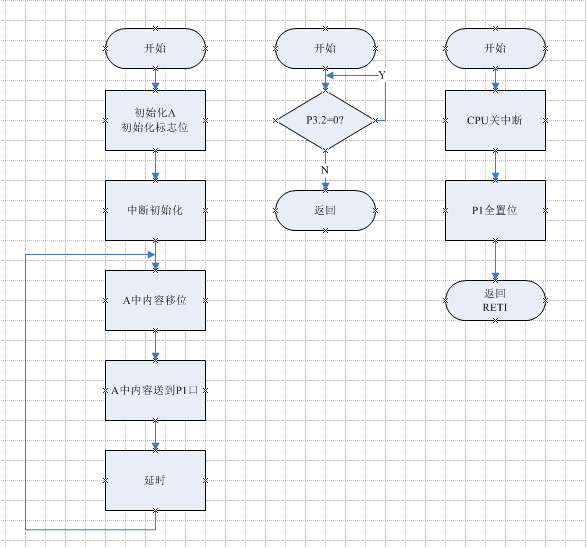 开始
初始化A
初始化标志位
中断初始化
A中内容移位
A中内容送到P1口
延时
开始
Y
P3.2=0?
N
返回
开始
CPU关中断
P1全置位
返回
RETI